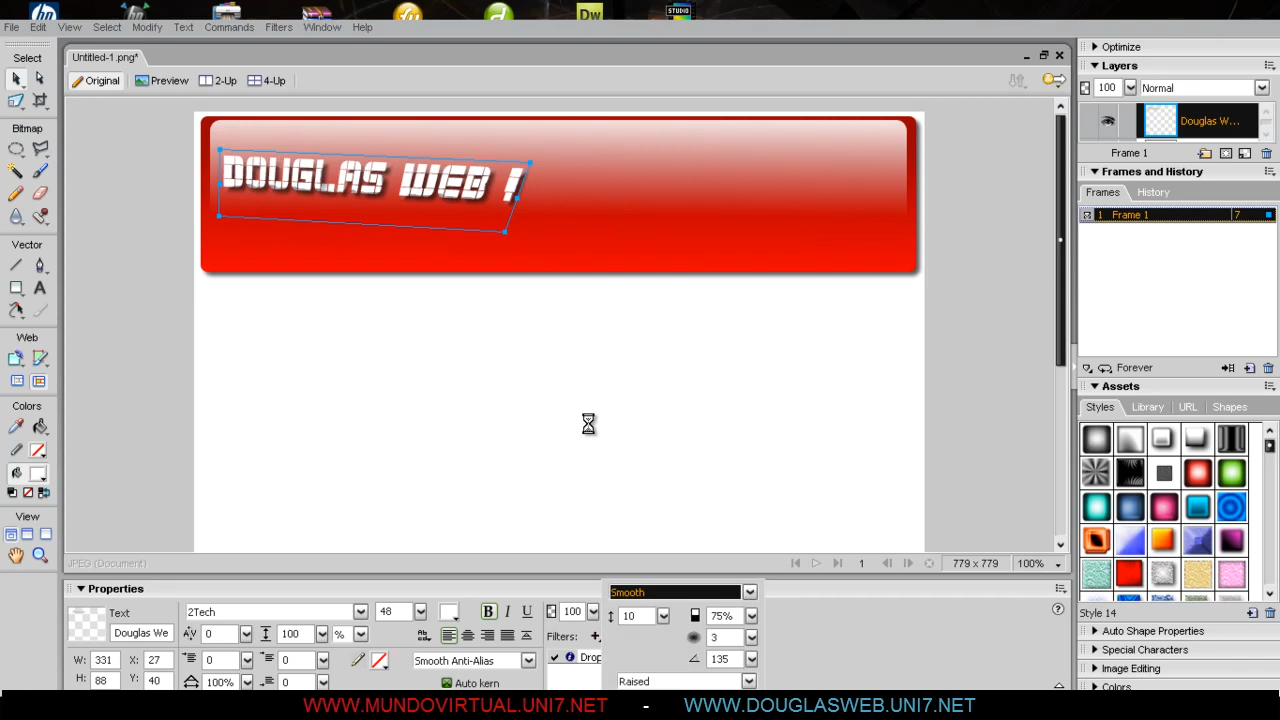 Dw
STUDIO
File Edit View Select Modify Text Commands Filters Window Help
Select
Untitled-1.png*
Original Preview 2-Up 4-Up
Bitmap
Vector
Web
Colors
View
DOUGLAS WEB !
JPEG (Document)
1
779 x 779
100%
Optimize
Layers
100 Normal
Douglas W...
Frame 1
Frames and History
Frames History
1 Frame 1 7
Forever
Assets
Styles Library URL Shapes
Style 14
Auto Shape Properties
Special Characters
Image Editing
Colors
Properties
Text
Douglas We
2Tech 48 B I U 100
0 100 %
Filters:
0 0
Smooth Anti-Alias
Drop
W: 331 X: 27
H: 88 Y: 40
100% 0
Auto kern
Smooth
10 75%
3
135
Raised
WWW.MUNDOVIRTUAL.UNI7.NET - WWW.DOUGLASWEB.UNI7.NET